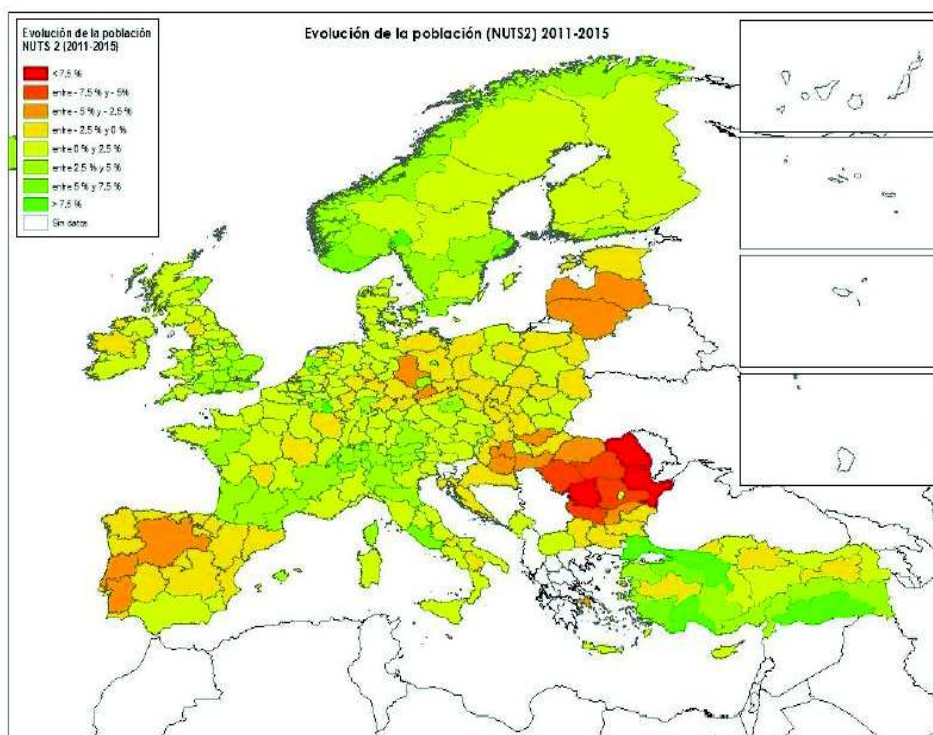 Evolución de la población (NUTS2) 2011-2015
Evolución de la población
NUTS 2 (2011-2015)
< 7.5 %
entre - 7.5 % y - 5%
entre - 5 % y - 2.5 %
entre - 2.5 % y 0 %
entre 0 % y 2.5 %
entre 2.5 % y 5 %
entre 5 % y 7.5 %
> 7.5 %
Sin datos